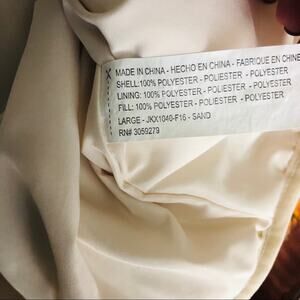 MADE IN CHINA - HECHO EN CHINA - FABRIQUE EN CHINE
SHELL:100% POLYESTER - POLIESTER - POLYESTER
LINING: 100% POLYESTER - POLIESTER - POLYESTER
FILL: 100% POLYESTER - POLIESTER - POLYESTER
LARGE - JKX1040-F16 - SAND
RN# 3059279